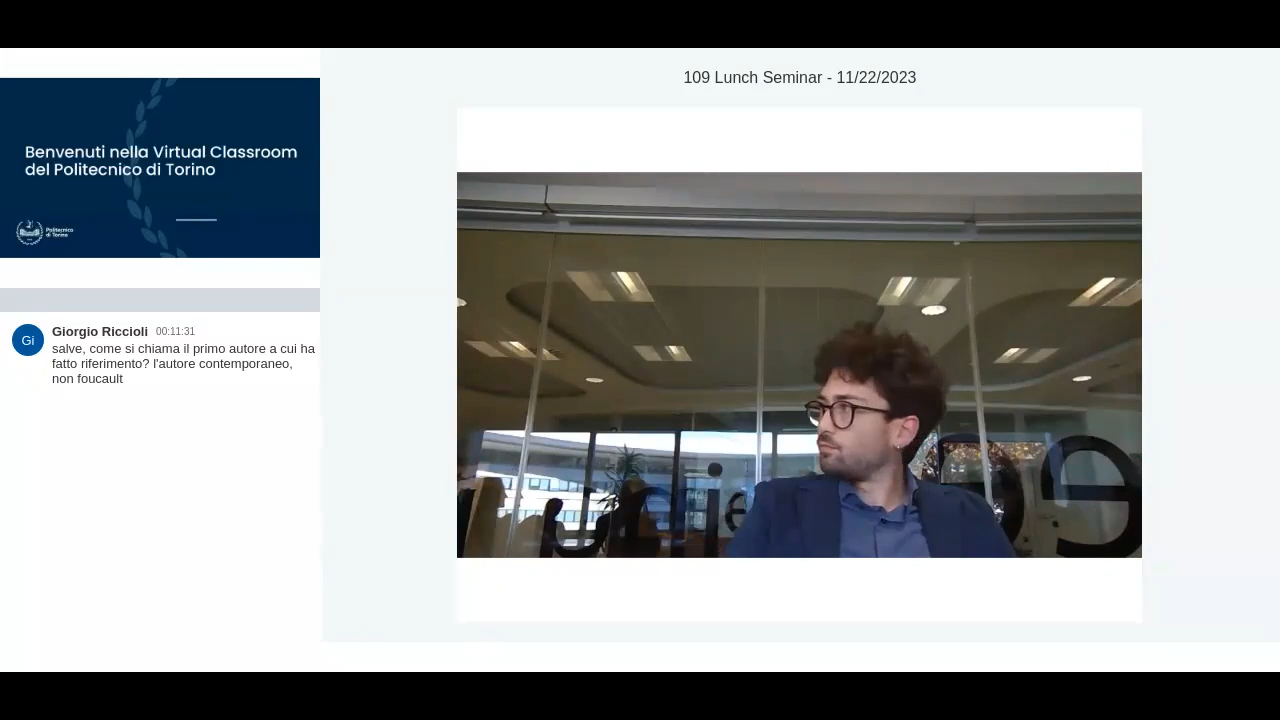 109 Lunch Seminar - 11/22/2023
Benvenuti nella Virtual Classroom
del Politecnico di Torino
Politecnico
di Torino
Gi
Giorgio Riccioli 00:11:31
salve, come si chiama il primo autore a cui ha
fatto riferimento? l'autore contemporaneo,
non foucault